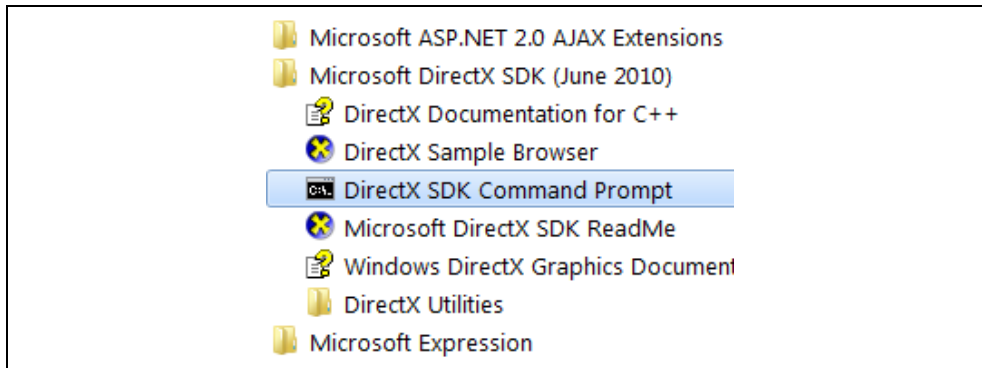 Microsoft ASP.NET 2.0 AJAX Extensions
Microsoft DirectX SDK (June 2010)
DirectX Documentation for C++
DirectX Sample Browser
C:\. DirectX SDK Command Prompt
Microsoft DirectX SDK ReadMe
Windows DirectX Graphics Document
DirectX Utilities
Microsoft Expression